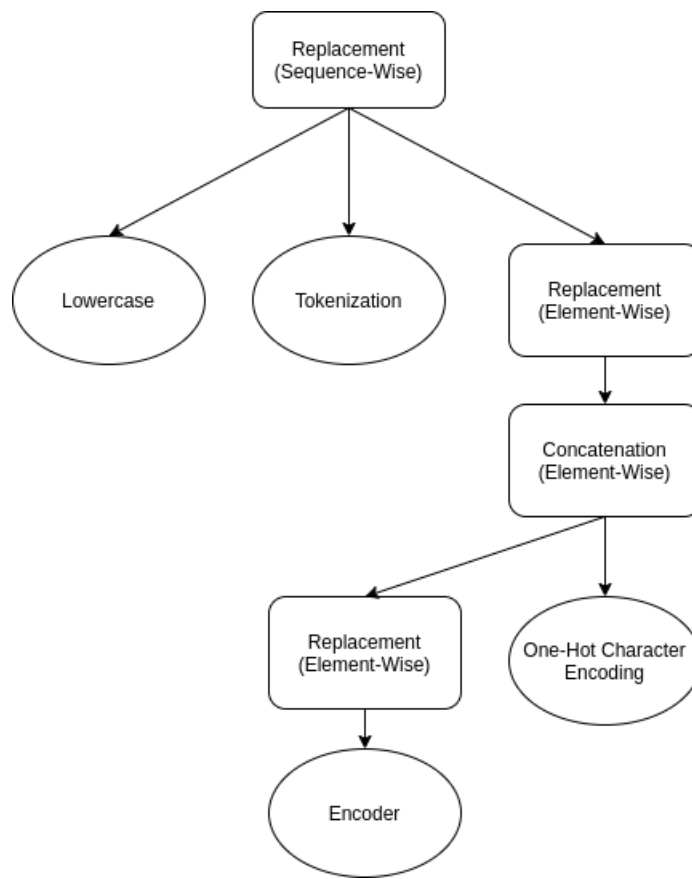 Replacement
(Sequence-Wise)
Lowercase
Tokenization
Replacement
(Element-Wise)
Concatenation
(Element-Wise)
Replacement
(Element-Wise)
One-Hot Character
Encoding
Encoder